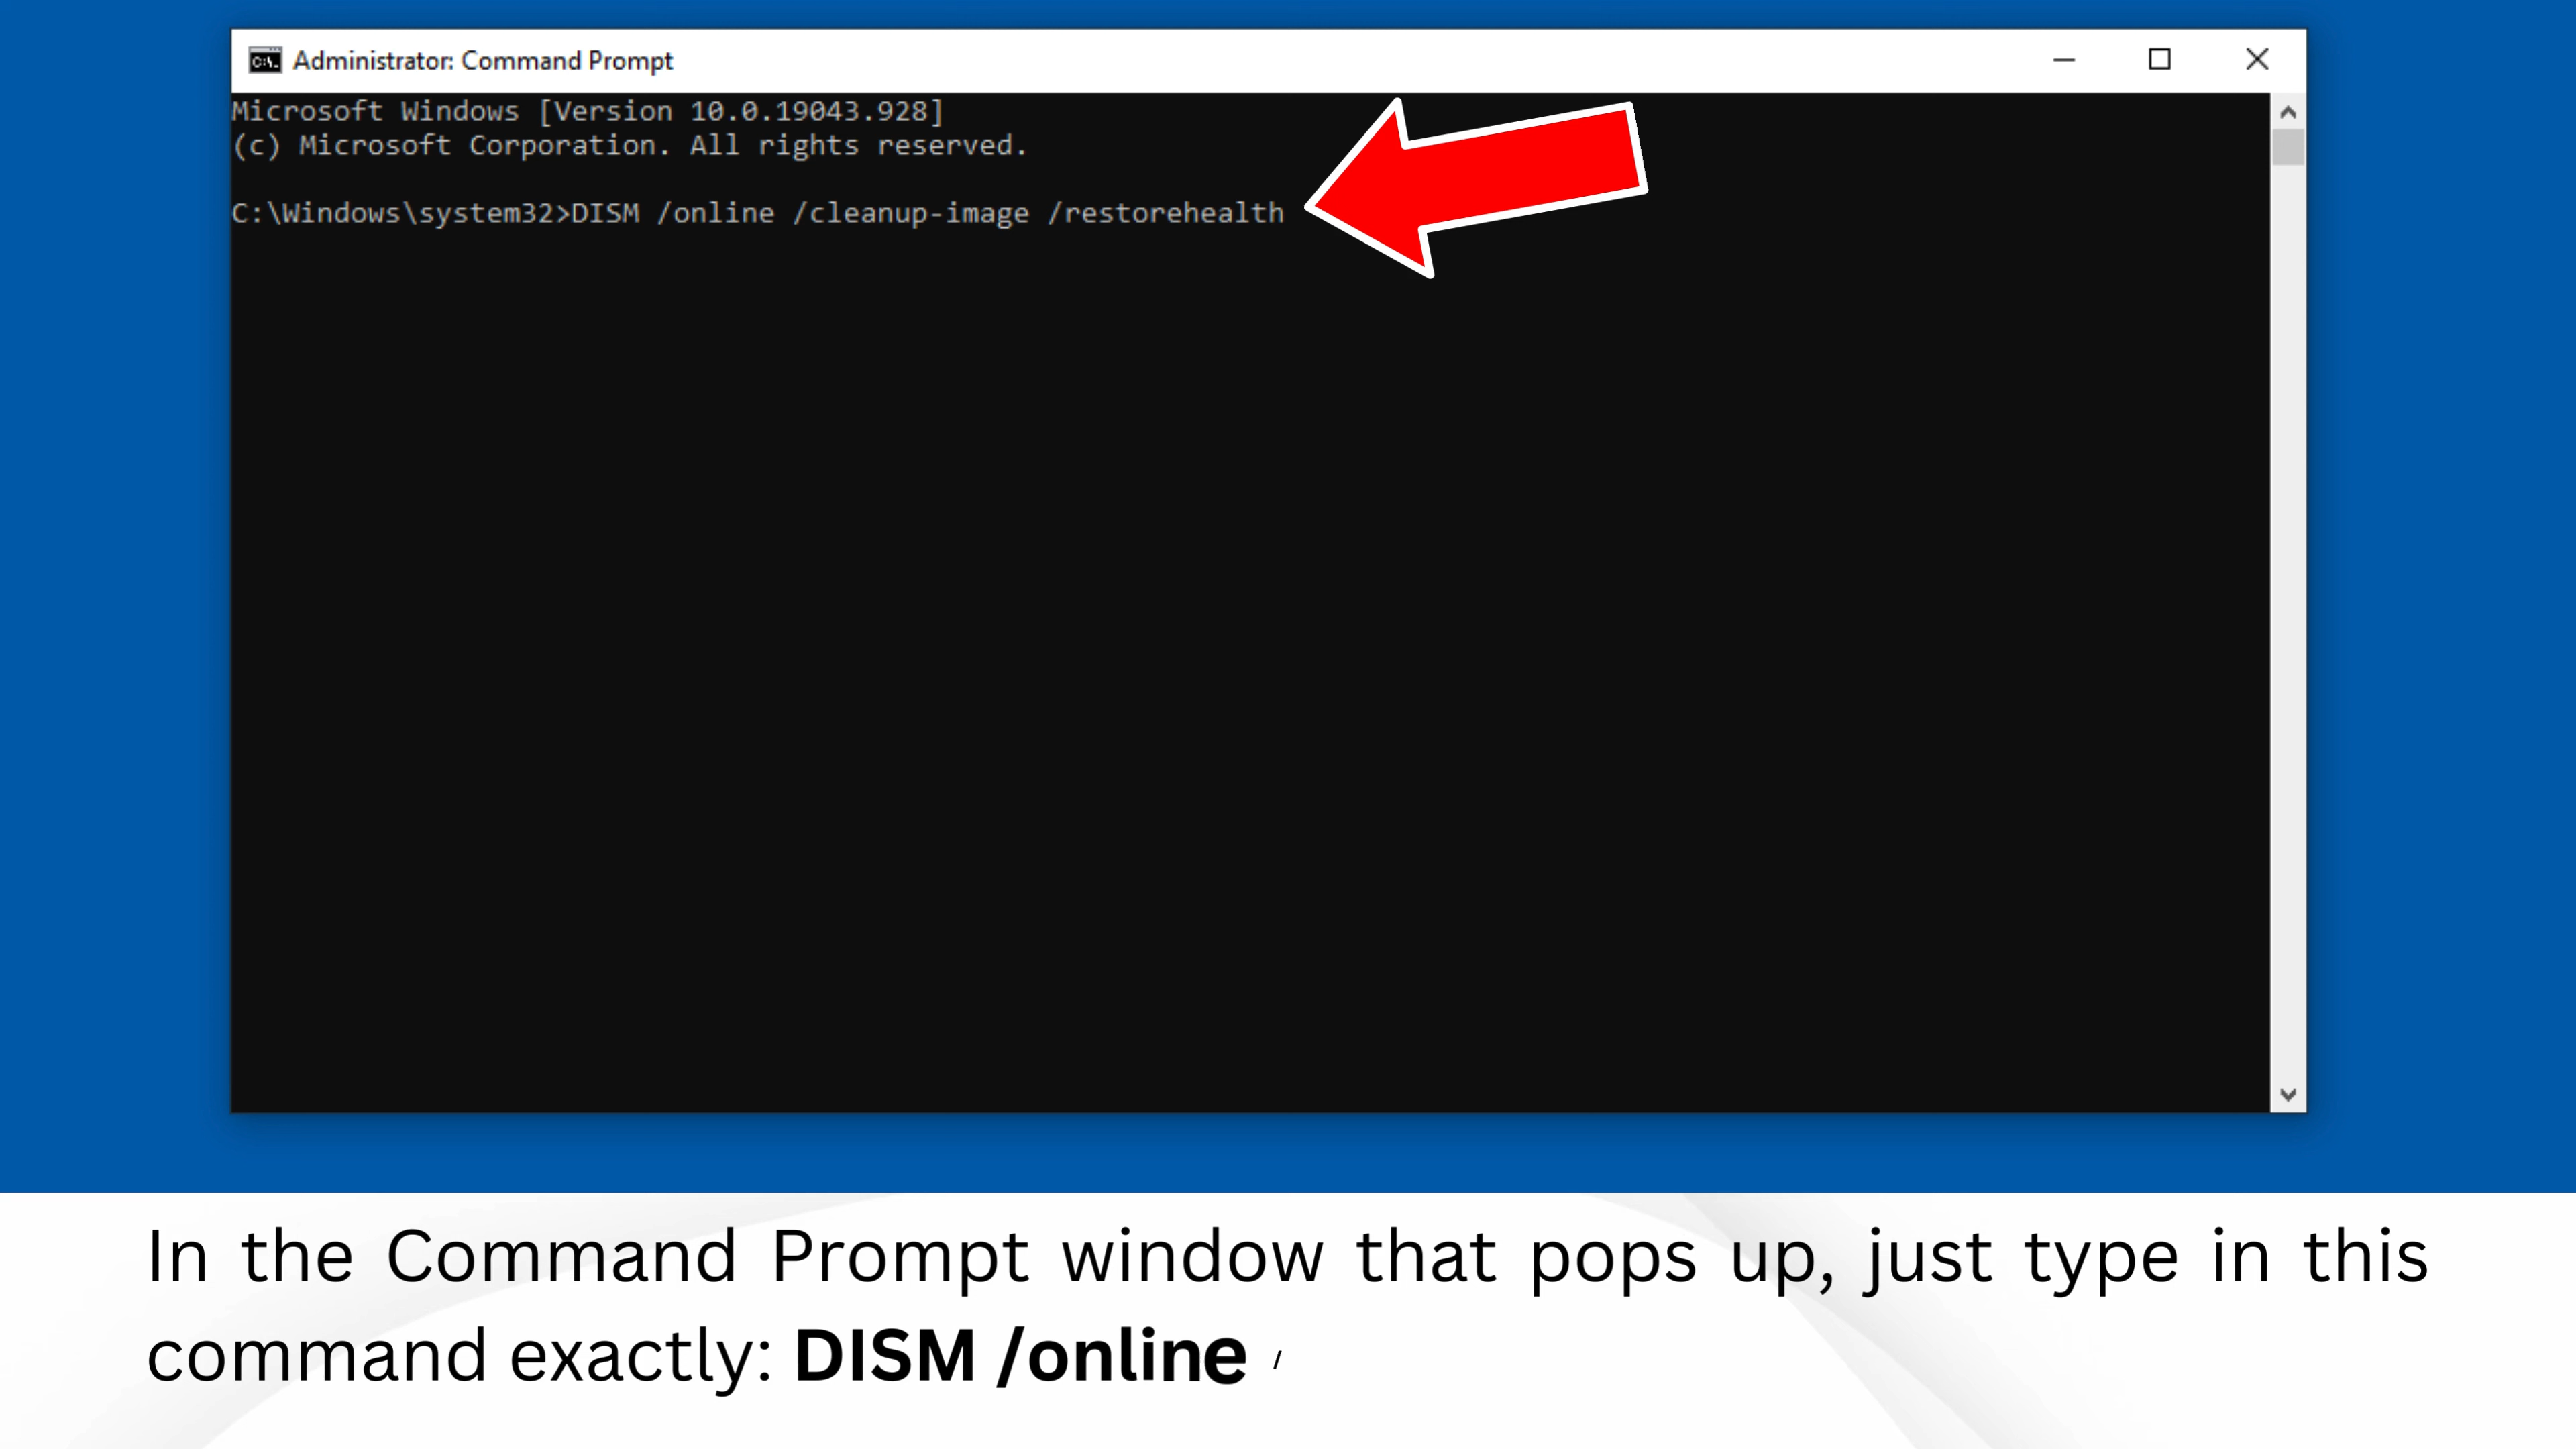 Administrator: Command Prompt
Microsoft Windows [Version 10.0.19043.928]
(c) Microsoft Corporation. All rights reserved.
C:\Windows\system32>DISM /online /cleanup-image /restorehealth
In the Command Prompt window that pops up, just type in this
command exactly: DISM /online /